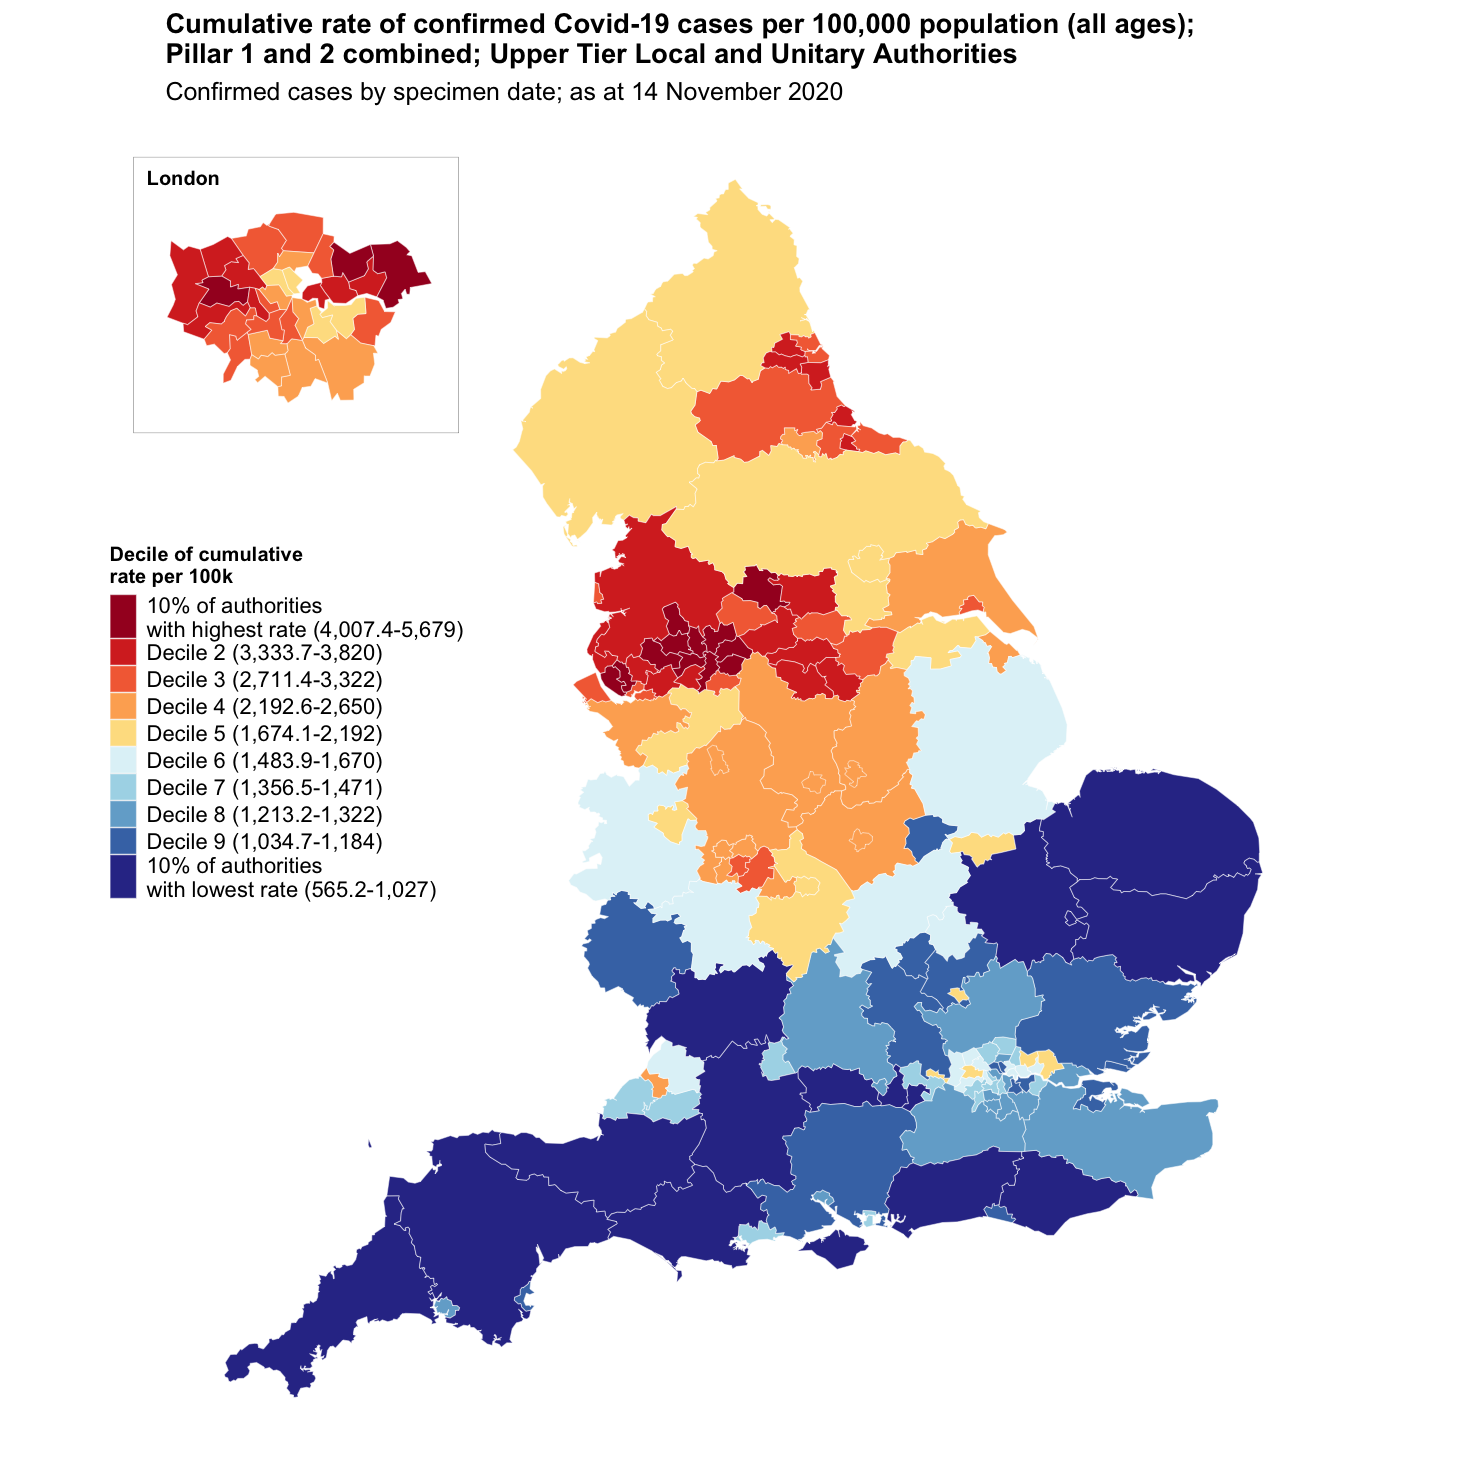 Cumulative rate of confirmed Covid-19 cases per 100,000 population (all ages);
Pillar 1 and 2 combined; Upper Tier Local and Unitary Authorities
Confirmed cases by specimen date; as at 14 November 2020
London
Decile of cumulative
rate per 100k
10% of authorities
with highest rate (4,007.4-5,679)
Decile 2 (3,333.7-3,820)
Decile 3 (2,711.4-3,322)
Decile 4 (2,192.6-2,650)
Decile 5 (1,674.1-2,192)
Decile 6 (1,483.9-1,670)
Decile 7 (1,356.5-1,471)
Decile 8 (1,213.2-1,322)
Decile 9 (1,034.7-1,184)
10% of authorities
with lowest rate (565.2-1,027)